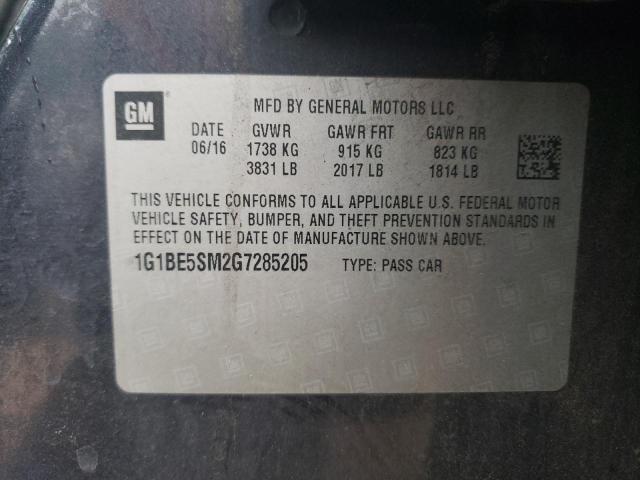 GM
MFD BY GENERAL MOTORS LLC
DATE GVWR GAWR FRT GAWR RR
06/16 1738 KG 915 KG 823 KG
3831 LB 2017 LB 1814 LB
THIS VEHICLE CONFORMS TO ALL APPLICABLE U.S. FEDERAL MOTOR
VEHICLE SAFETY, BUMPER, AND THEFT PREVENTION STANDARDS IN
EFFECT ON THE DATE OF MANUFACTURE SHOWN ABOVE.
1G1BE5SM2G7285205 TYPE: PASS CAR